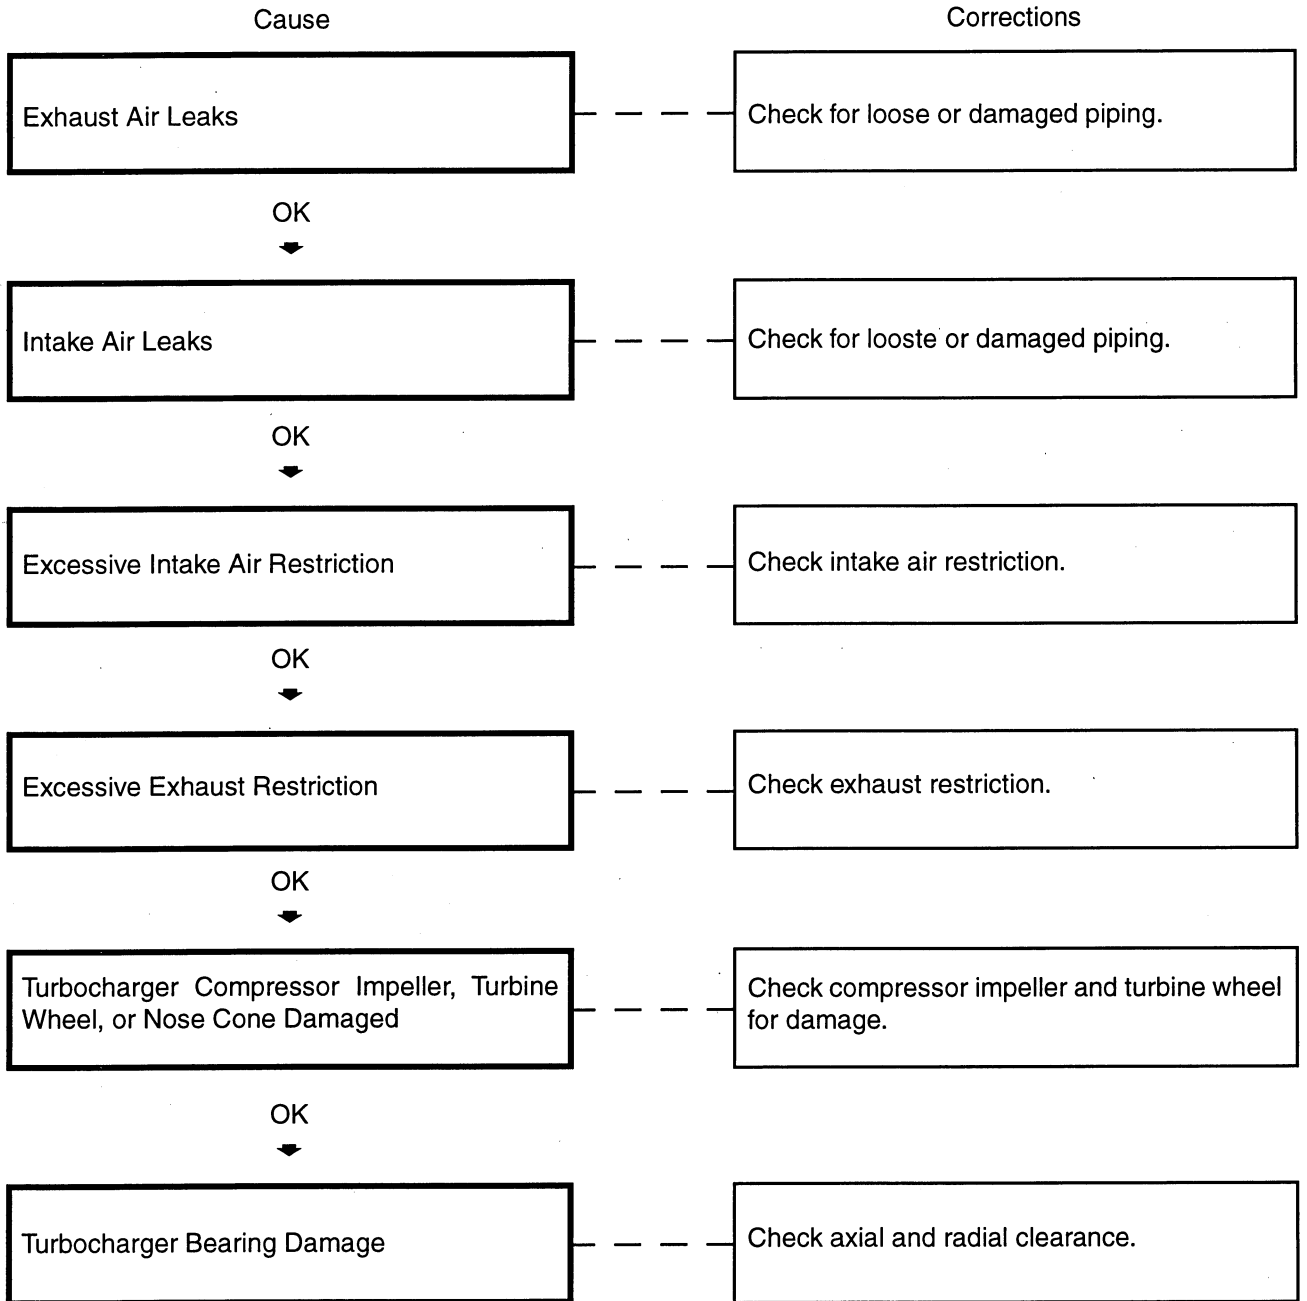 Cause
Corrections
Exhaust Air Leaks
Check for loose or damaged piping.
OK
Intake Air Leaks
Check for looste or damaged piping.
OK
Excessive Intake Air Restriction
Check intake air restriction.
OK
Excessive Exhaust Restriction
Check exhaust restriction.
OK
Turbocharger Compressor Impeller, Turbine
Wheel, or Nose Cone Damaged
Check compressor impeller and turbine wheel
for damage.
OK
Turbocharger Bearing Damage
Check axial and radial clearance.